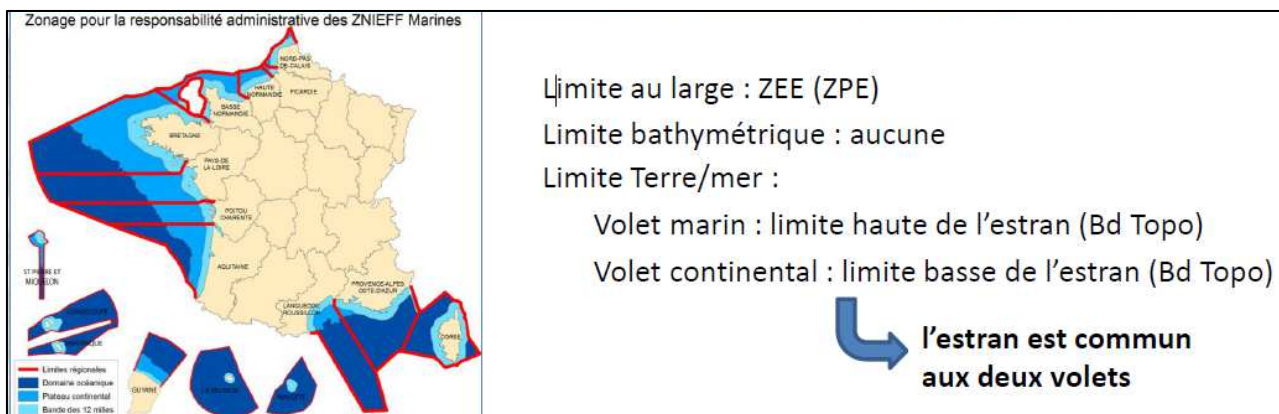 Zonage pour la responsabilité administrative des ZNIEFF Marines
NORD-PAS-
DE-CALAIS
HAUTE
NORMANDIE
PICARDIE
BASSE
NORMANDIE
BRETAGNE
PAYS-DE
LA-LOIRE
POITOU
CHARENTE
AQUITAINE
LANGUEDOC
ROUSSILLON
PROVENCE-ALPES
COTE-D'AZUR
CORSE
ST PIERRE ET
MIQUELON
GUYANE
Limites régionales
Domaine océanique
Plateau continental
Bande des 12 milles
Limite au large : ZEE (ZPE)
Limite bathymétrique : aucune
Limite Terre/mer :
Volet marin : limite haute de l'estran (Bd Topo)
Volet continental : limite basse de l'estran (Bd Topo)
l'estran est commun
aux deux volets